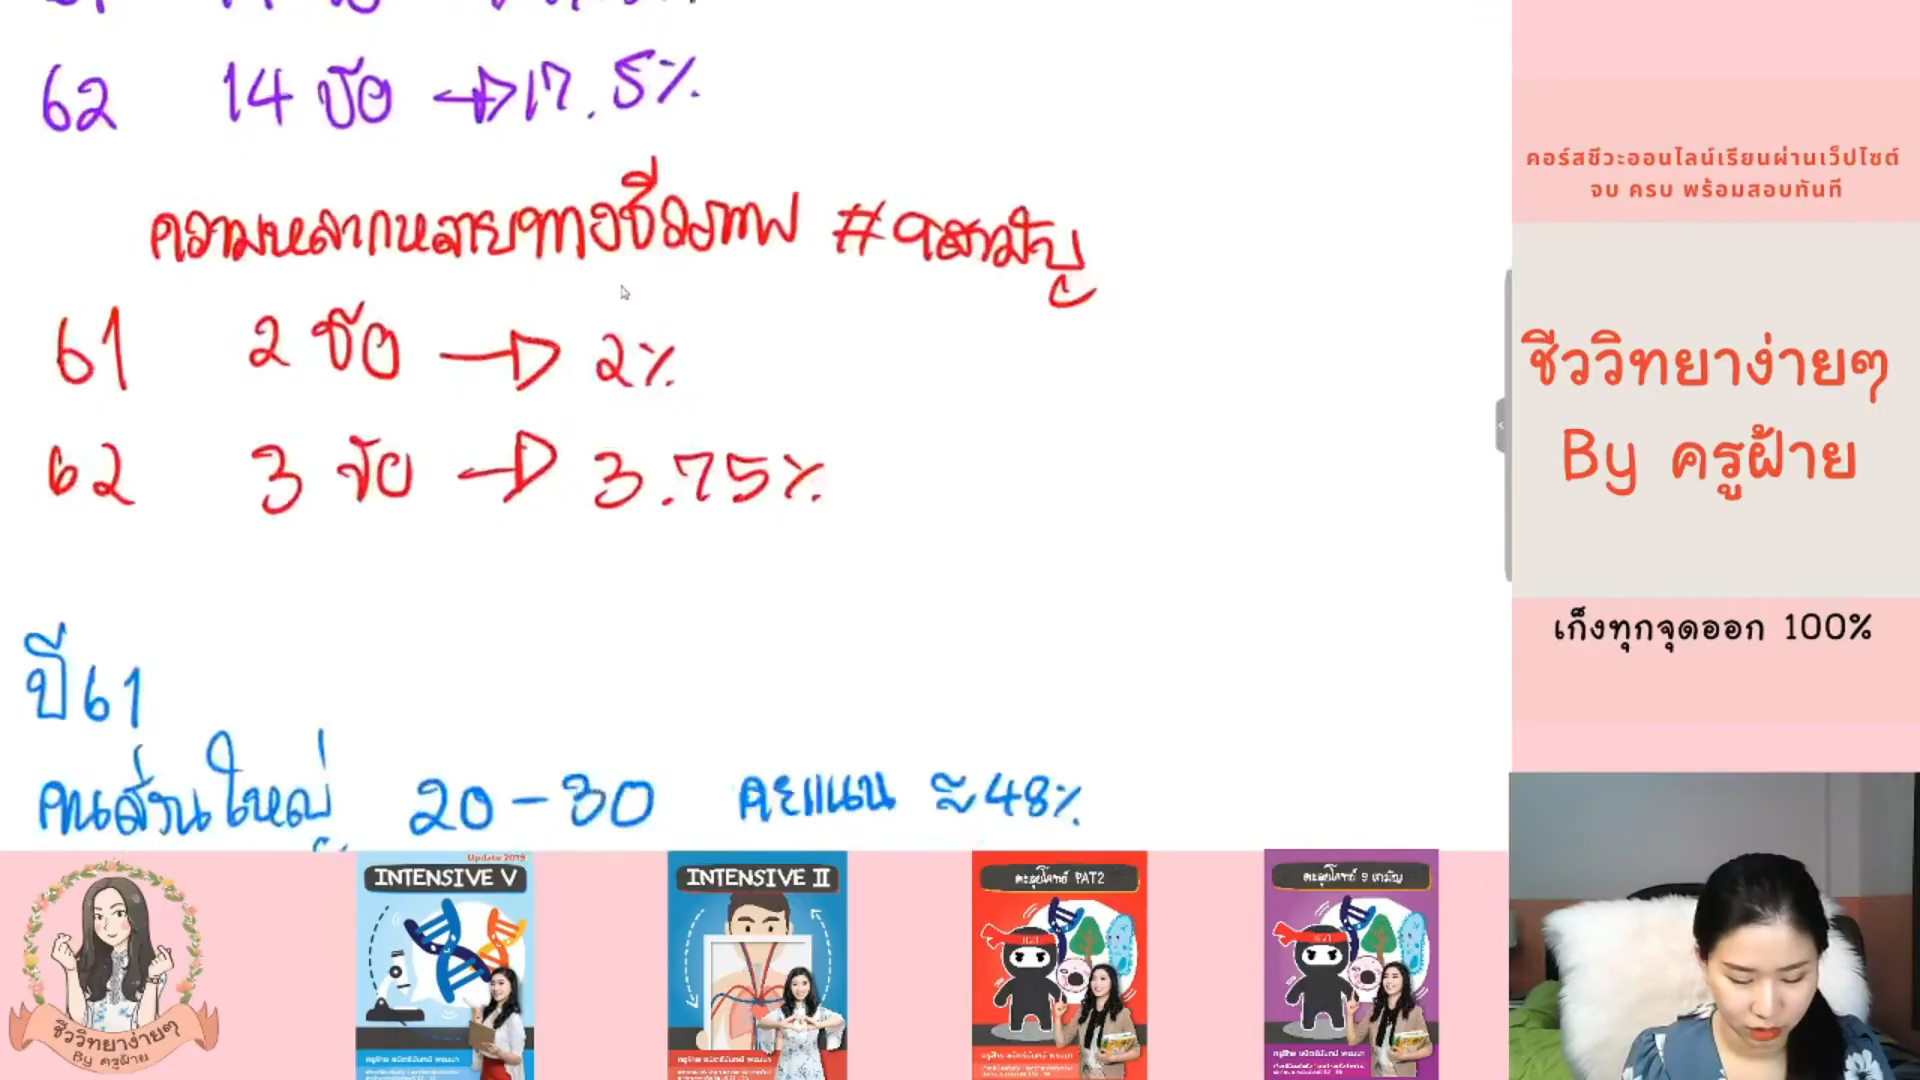 62 14 ข้อ → 17.5%
ความหลากหลายทางชีวภาพ #9สามัญ
61 2 ข้อ → 2%
62 3 ข้อ → 3.75%
ปี 61
คนส่วนใหญ่ 20-30 คะแนน ≈ 48%
คอร์สชีวะออนไลน์เรียนผ่านเว็ปไซต์
จบ ครบ พร้อมสอบทันที
ชีววิทยาง่ายๆ
By ครูฝ้าย
เก็งทุกจุดออก 100%
ชีววิทยาง่ายๆ
By ครูฝ้าย
Update 2019
INTENSIVE V
INTENSIVE II
ตะลุยโจทย์ PAT2
ตะลุยโจทย์ 9 สามัญ